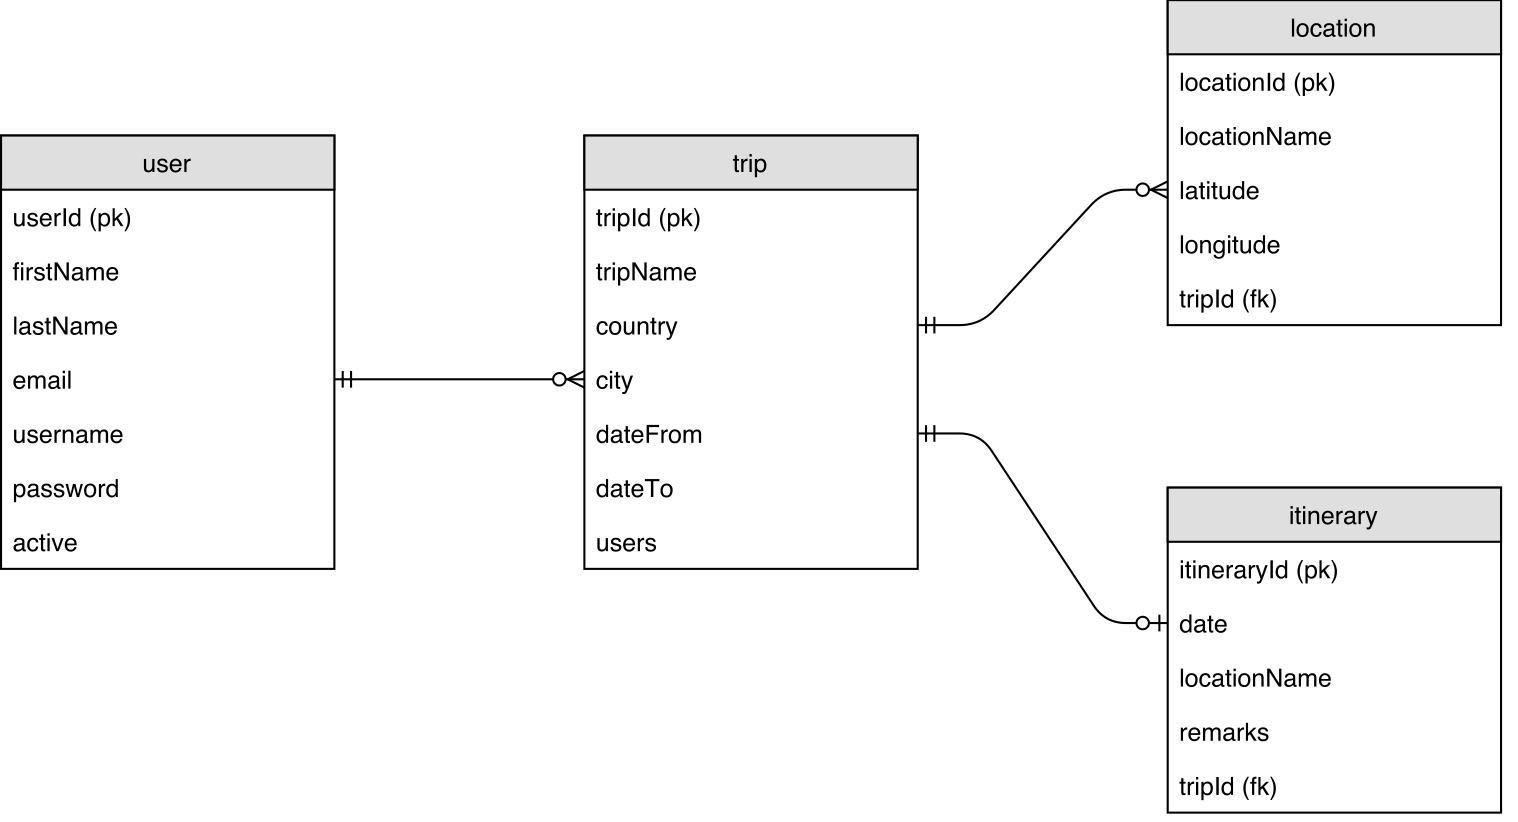 user
userId (pk)
firstName
lastName
email
username
password
active
trip
tripId (pk)
tripName
country
city
dateFrom
dateTo
users
location
locationId (pk)
locationName
latitude
longitude
tripId (fk)
itinerary
itineraryId (pk)
date
locationName
remarks
tripId (fk)